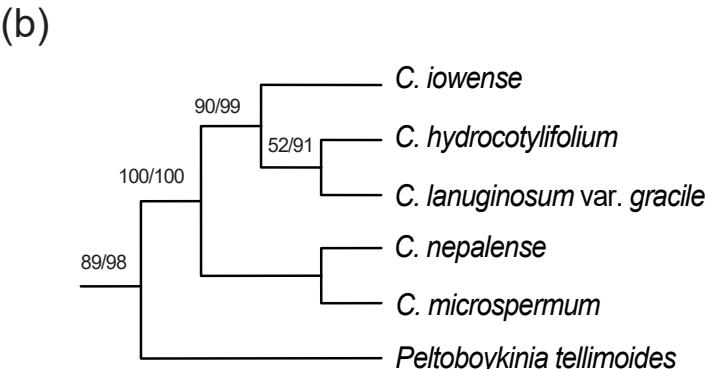 (b)
C. iowense
90/99
C. hydrocotylifolium
52/91
100/100
C. lanuginosum var. gracile
C. nepalense
89/98
C. microspermum
Peltoboykinia tellimoides